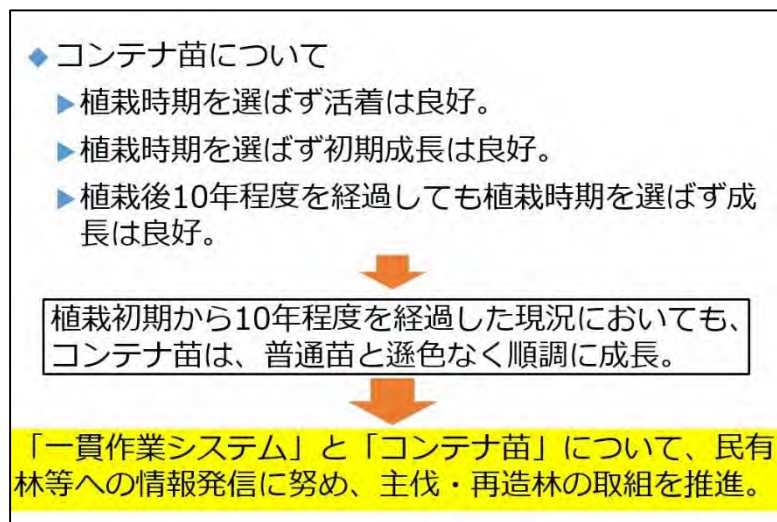 ◆コンテナ苗について
▶植栽時期を選ばず活着は良好。
▶植栽時期を選ばず初期成長は良好。
▶植栽後10年程度を経過しても植栽時期を選ばず成
長は良好。
植栽初期から10年程度を経過した現況においても、
コンテナ苗は、普通苗と遜色なく順調に成長。
「一貫作業システム」と「コンテナ苗」について、民有
林等への情報発信に努め、主伐・再造林の取組を推進。